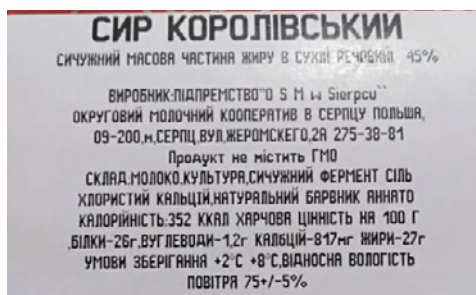 СИР КОРОЛІВСЬКИЙ
СИЧУЖНИЙ МАСОВА ЧАСТИНА ЖИРУ В СУХІЙ РЕЧОВИНІ 45%
ВИРОБНИК-ПІДПРЕМСТВО"O S M w Sierpcu``
ОКРУГОВИЙ МОЛОЧНИЙ КООПЕРАТИВ В СЕРПЦУ ПОЛЬША,
09-200,м,СЕРПЦ,ВУЛ,ЖЕРОМСКЕГО,2А 275-38-81
Продукт не містить ГМО
СКЛАД.МОЛОКО,КУЛЬТУРА,СИЧУЖНИЙ ФЕРМЕНТ СІЛЬ
ХЛОРИСТИЙ КАЛЬЦІЙ,НАТУРАЛЬНИЙ БАРВНИК АННАТО
КАЛОРІЙНІСТЬ:352 ККАЛ ХАРЧОВА ЦІННІСТЬ НА 100 Г
,БІЛКИ-26г,ВУГЛЕВОДИ-1,2г КАЛБЦІЙ-817мг ЖИРИ-27г
УМОВИ ЗБЕРІГАННЯ +2°С +8°С,ВІДНОСНА ВОЛОГІСТЬ
ПОВІТРЯ 75+/-5%